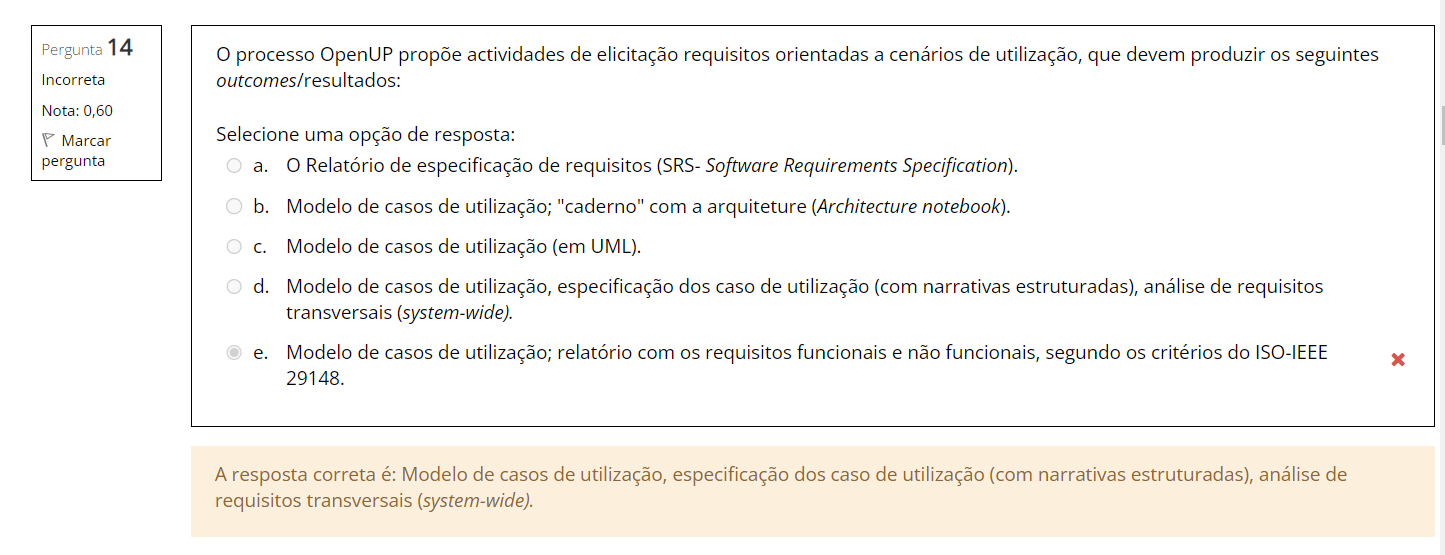 Pergunta 14
Incorreta
Nota: 0,60
Marcar
pergunta
O processo OpenUP propõe actividades de elicitação requisitos orientadas a cenários de utilização, que devem produzir os seguintes
outcomes/resultados:
Selecione uma opção de resposta:
a. O Relatório de especificação de requisitos (SRS- Software Requirements Specification).
b. Modelo de casos de utilização; "caderno" com a arquiteture (Architecture notebook).
c. Modelo de casos de utilização (em UML).
d. Modelo de casos de utilização, especificação dos caso de utilização (com narrativas estruturadas), análise de requisitos
transversais (system-wide).
e. Modelo de casos de utilização; relatório com os requisitos funcionais e não funcionais, segundo os critérios do ISO-IEEE
29148.
A resposta correta é: Modelo de casos de utilização, especificação dos caso de utilização (com narrativas estruturadas), análise de
requisitos transversais (system-wide).